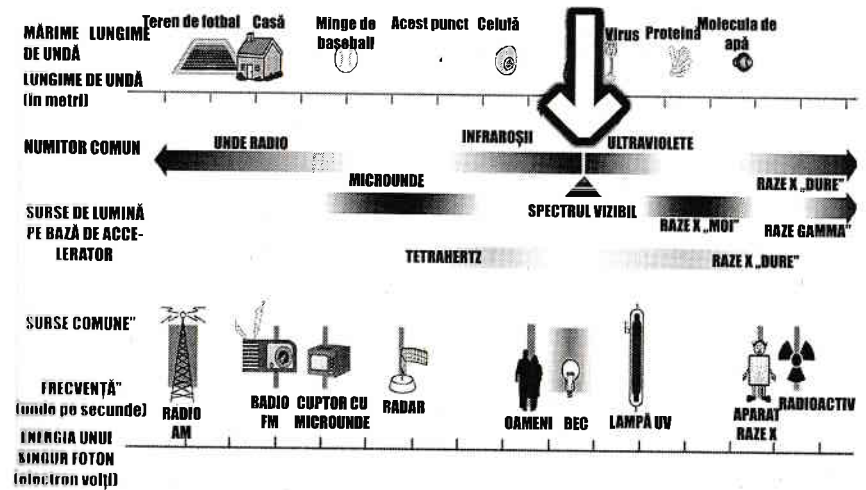 Teren de fotbal
Casă
Minge de
baseball
Acest punct
Celulă
Virus
Proteină
Molecula de
apă
MĂRIME LUNGIME
DE UNDĂ
LUNGIME DE UNDĂ
(în metri)
NUMITOR COMUN
UNDE RADIO
INFRAROȘII
ULTRAVIOLETE
RAZE X „DURE”
MICROUNDE
SPECTRUL VIZIBIL
RAZE X „MOI”
RAZE GAMMA”
SURSE DE LUMINĂ
PE BAZĂ DE ACCE-
LERATOR
TETRAHERTZ
RAZE X „DURE”
SURSE COMUNE”
FRECVENȚĂ”
(unde pe secunde)
RADIO
AM
RADIO
FM
CUPTOR CU
MICROUNDE
RADAR
OAMENI
BEC
LAMPĂ UV
APARAT
RAZE X
RADIOACTIV
ENERGIA UNUI
SINGUR FOTON
(electron volți)